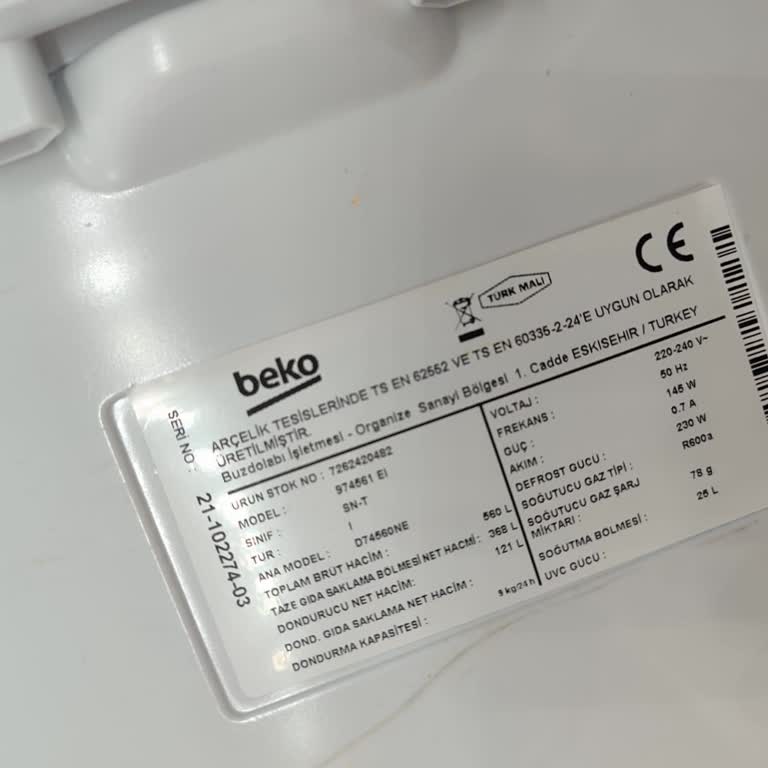 CE
TÜRK MALI
beko
ARÇELİK TESİSLERİNDE TS EN 62552 VE TS EN 60335-2-24'E UYGUN OLARAK
ÜRETİLMİŞTİR.
Buzdolabı İşletmesi - Organize Sanayi Bölgesi 1. Cadde ESKISEHIR / TURKEY
SERİ NO : 21-102274-03
ÜRÜN STOK NO : 7262420482
MODEL : 974561 EI
SINIF : SN-T
TÜR : I
ANA MODEL : D74560NE
TOPLAM BRÜT HACİM : 560 L
TAZE GIDA SAKLAMA BÖLMESİ NET HACMİ : 368 L
DONDURUCU NET HACİM: 121 L
DOND. GIDA SAKLAMA NET HACİM :
DONDURMA KAPASİTESİ : 9 kg/24h
VOLTAJ : 220-240 V~
FREKANS : 50 Hz
GÜÇ : 145 W
AKIM : 0.7 A
DEFROST GÜCÜ : 230 W
SOĞUTUCU GAZ TİPİ : R600a
SOĞUTUCU GAZ ŞARJ
MİKTARI : 78 g
SOĞUTMA BÖLMESİ : 25 L
UVC GÜCÜ :